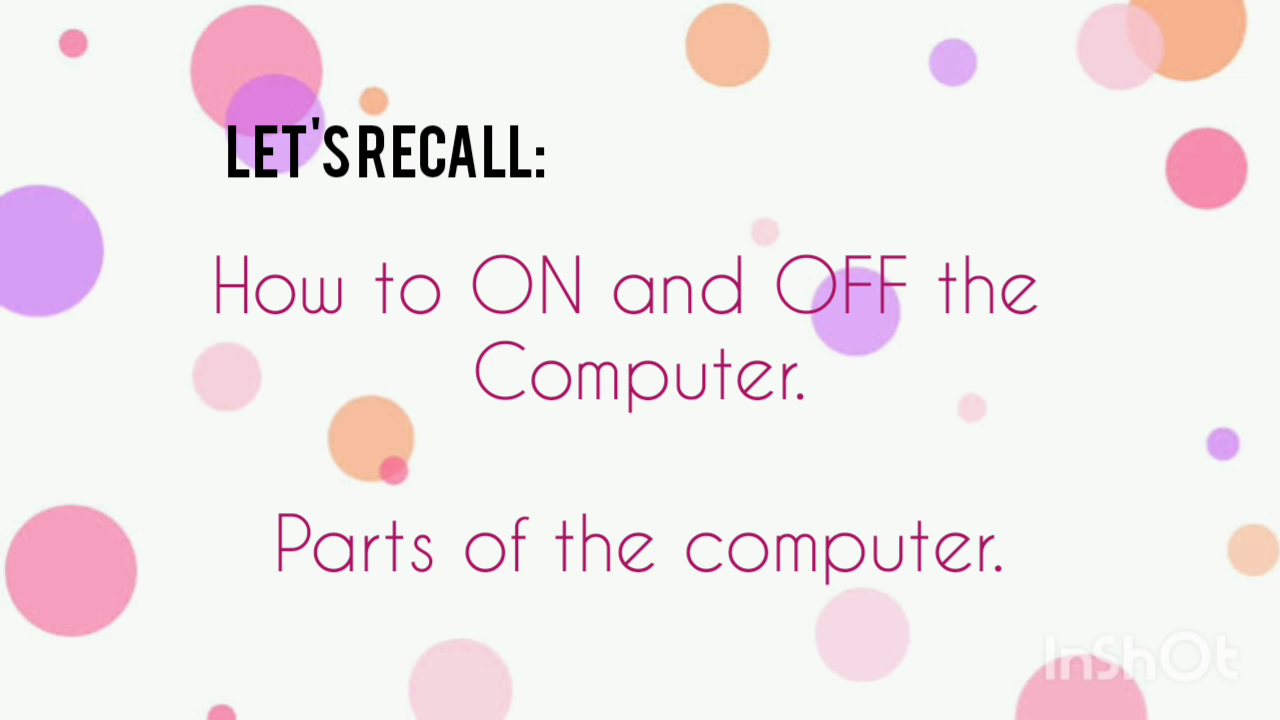 LET'S RECALL:
How to ON and OFF the
Computer.
Parts of the computer.
InShOt